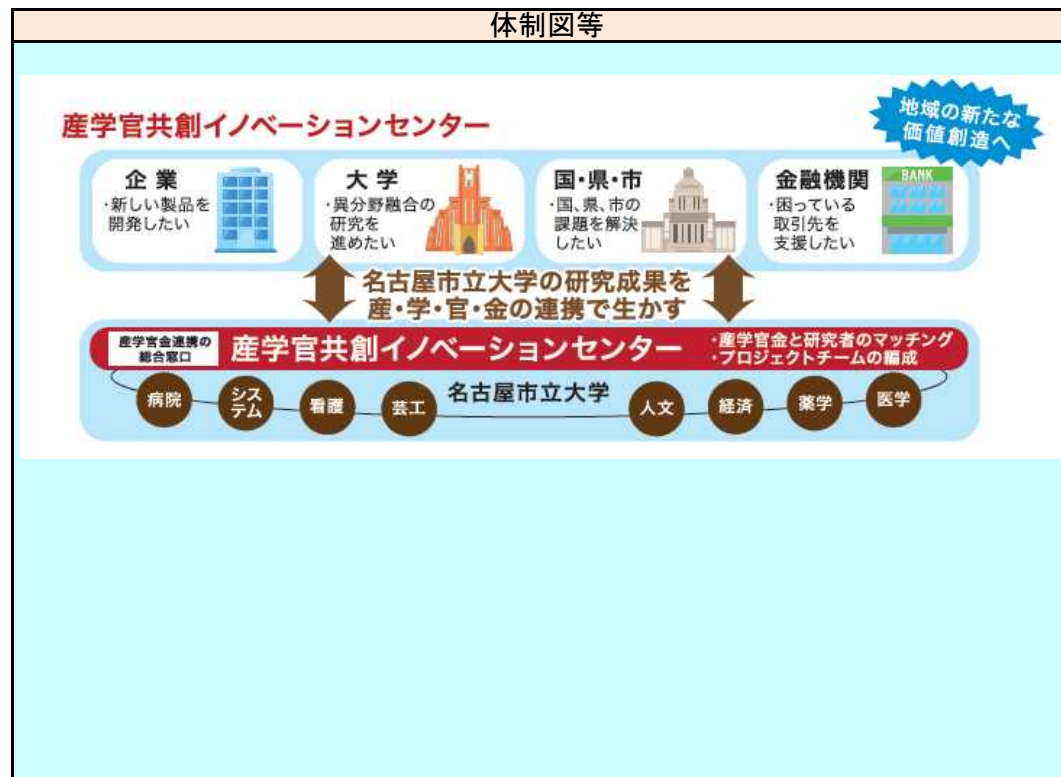 体制図等
産学官共創イノベーションセンター
地域の新たな
価値創造へ
企業
・新しい製品を
開発したい
大学
・異分野融合の
研究を
進めたい
国・県・市
・国、県、市の
課題を解決
したい
金融機関
・困っている
取引先を
支援したい
BANK
名古屋市立大学の研究成果を
産・学・官・金の連携で生かす
産学官金連携の
総合窓口
産学官共創イノベーションセンター
・産学官金と研究者のマッチング
・プロジェクトチームの編成
病院
シス
テム
看護
芸工
名古屋市立大学
人文
経済
薬学
医学